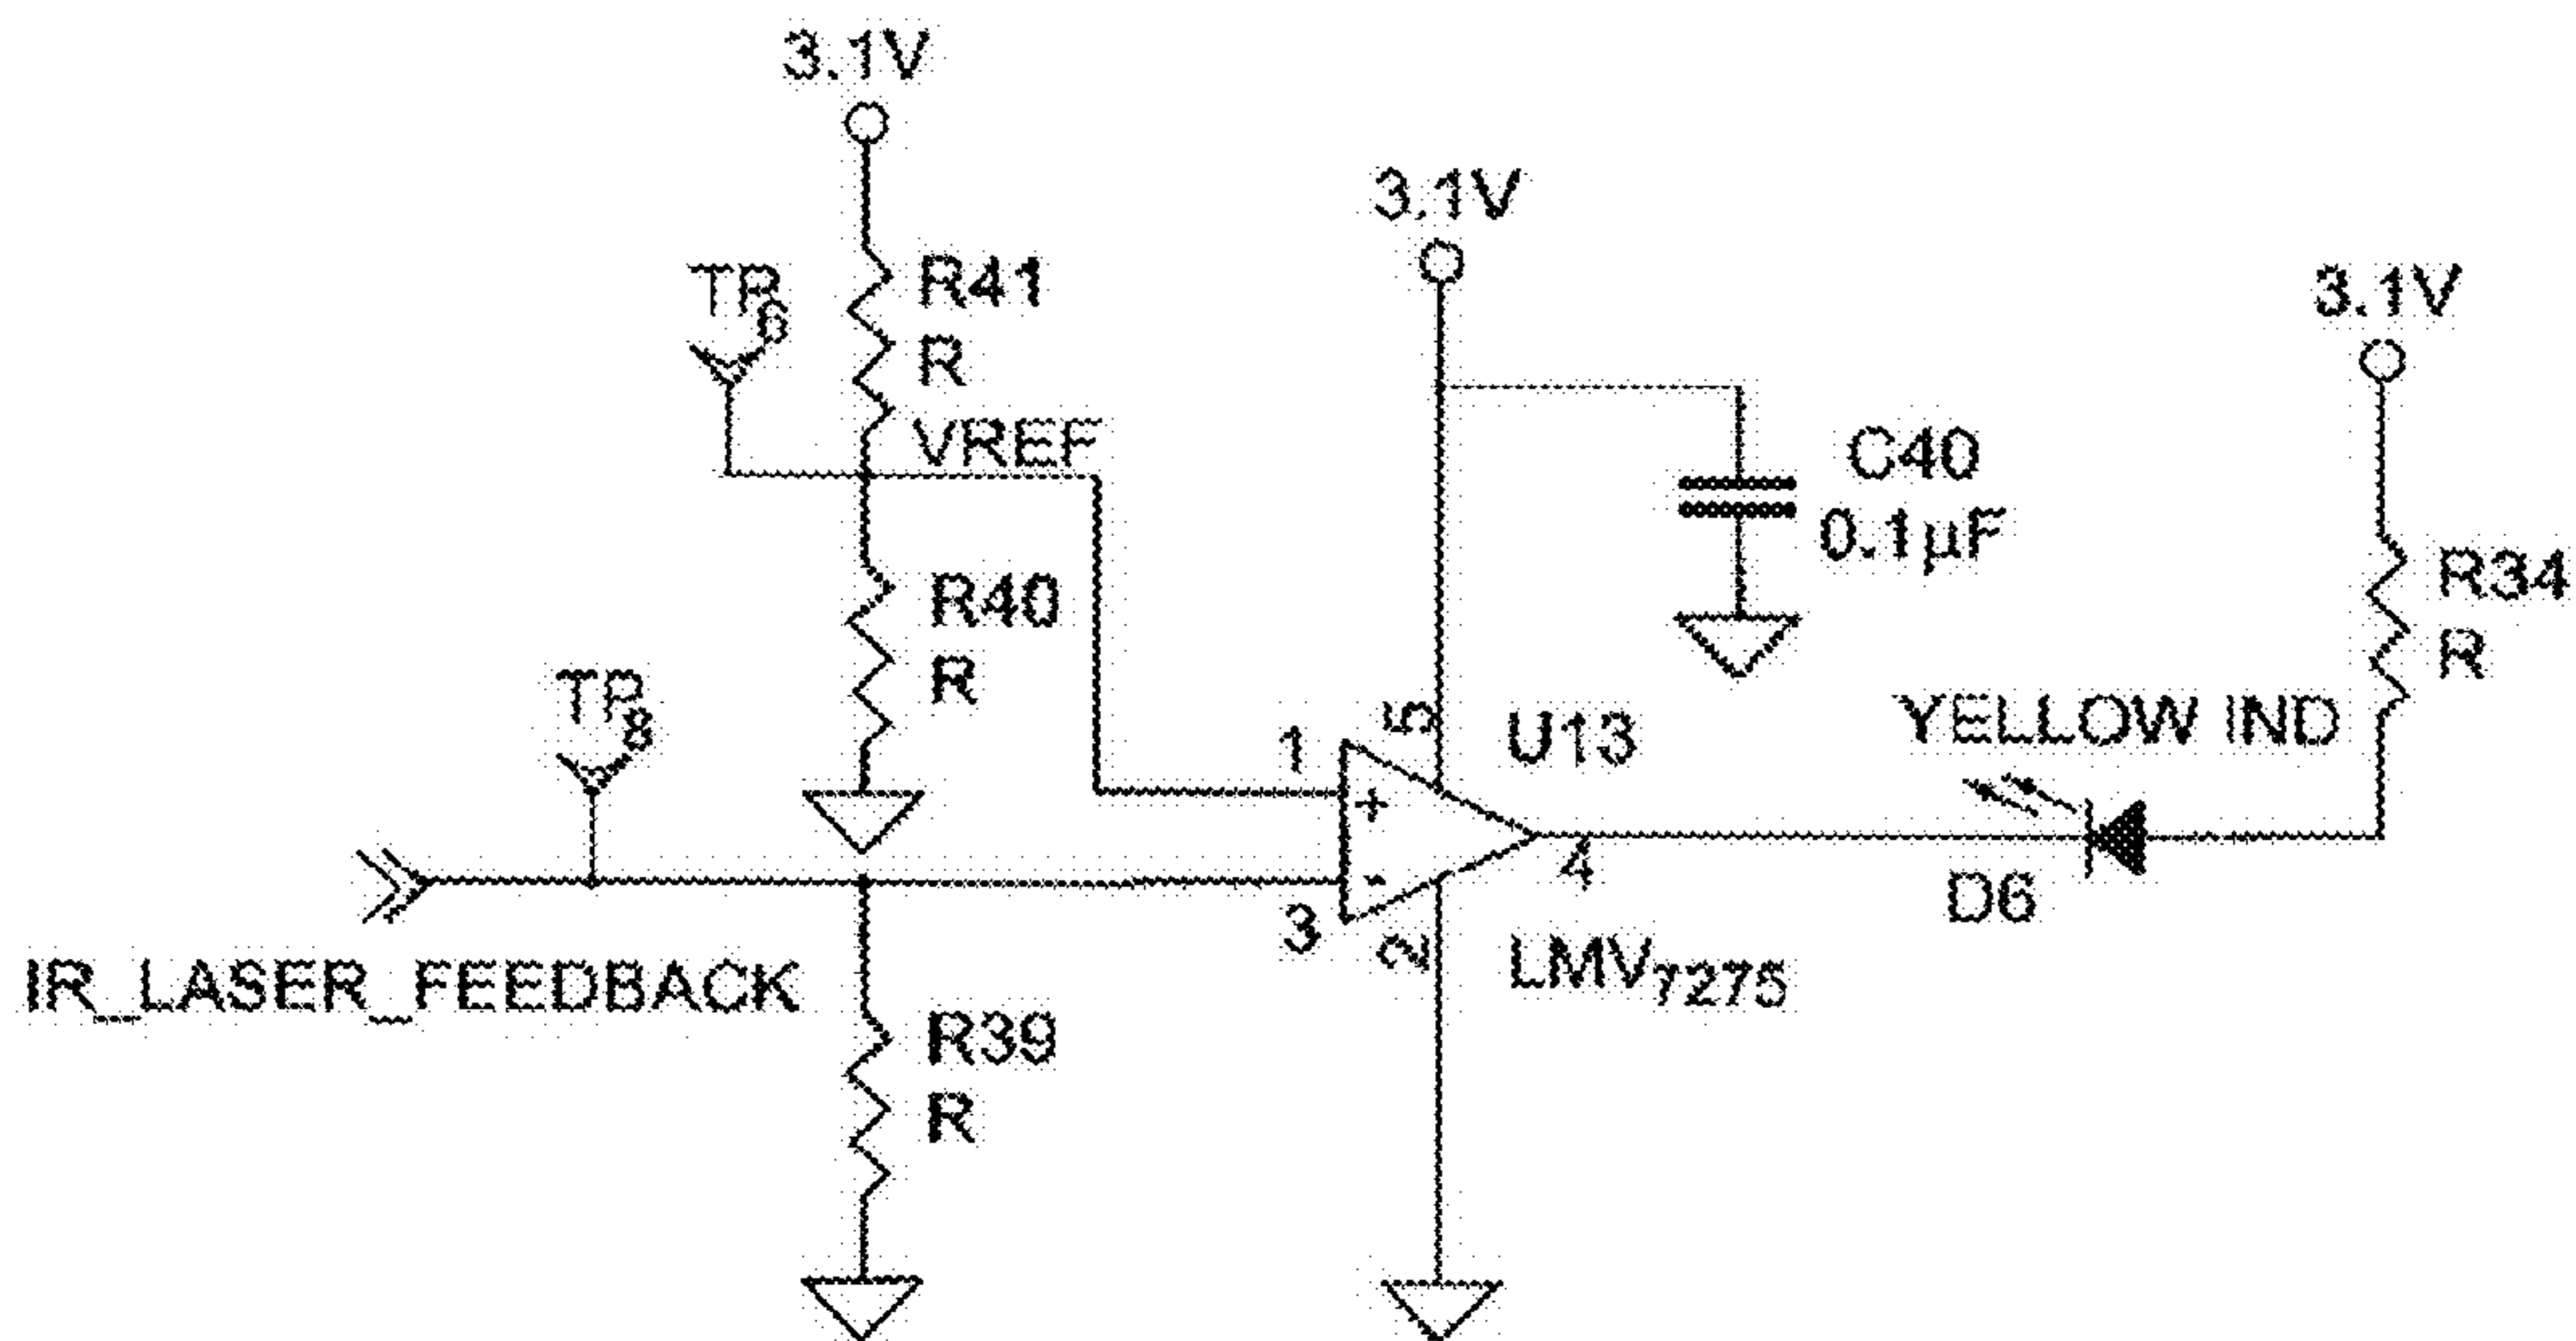 3.1V
3.1V
3.1V
TP6
R41
R
VREF
C40
0.1µF
R40
R
R34
R
TP8
YELLOW IND
1
5
U13
+
-
4
3
2
D6
LMV7275
IR_LASER_FEEDBACK
R39
R